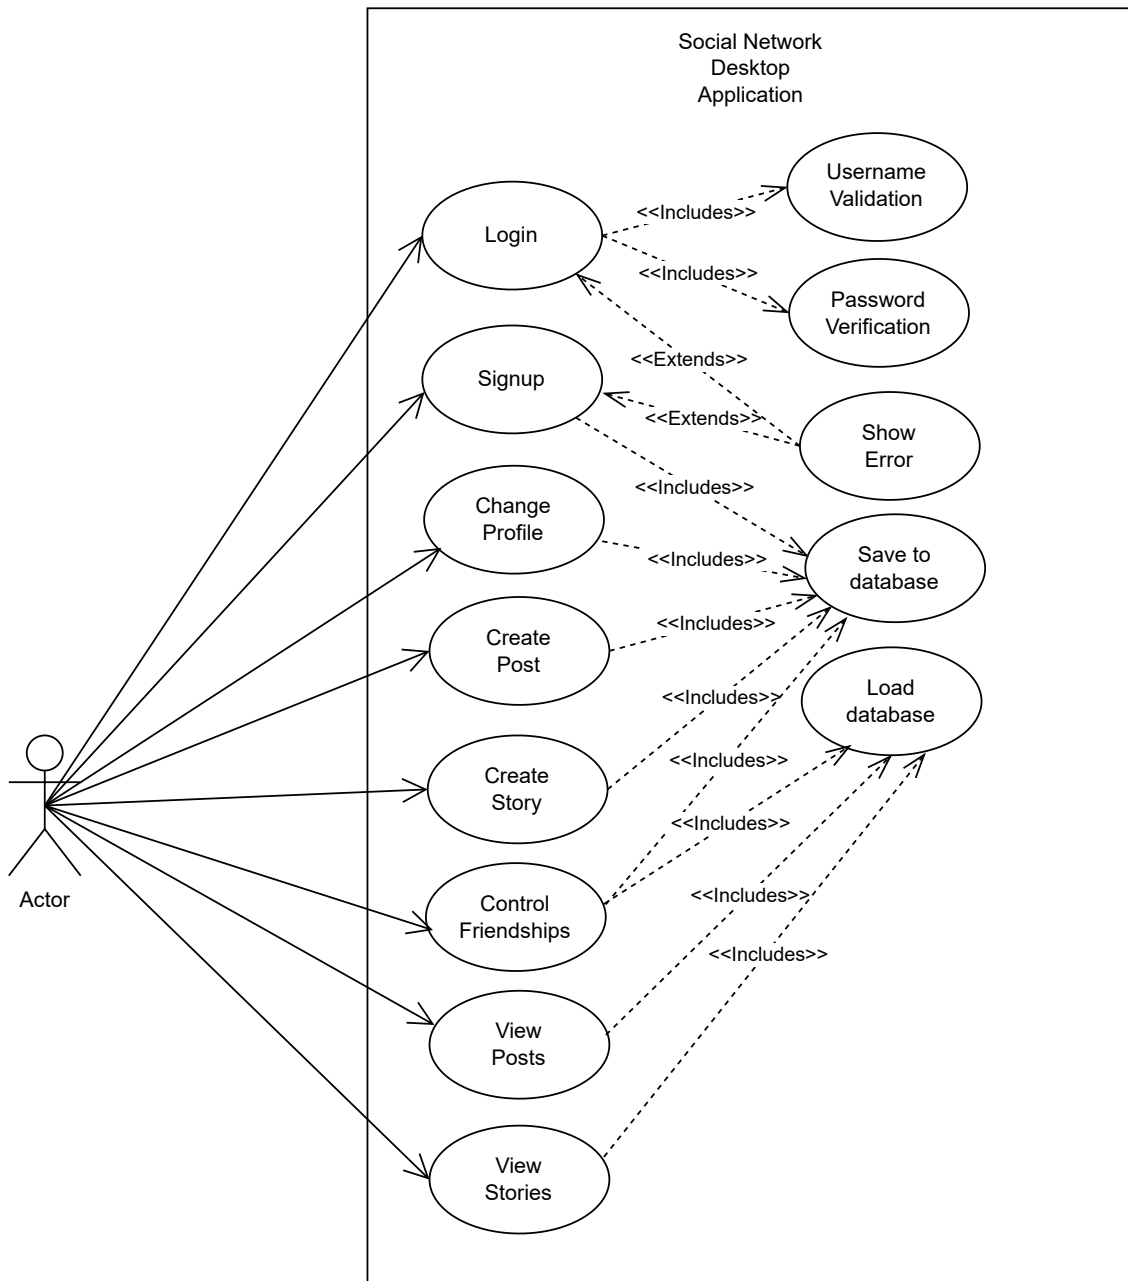 Social Network
Desktop
Application
Username
Validation
<<Includes>>
Login
<<Includes>>
Password
Verification
<<Extends>>
Signup
<<Extends>>
Show
Error
<<Includes>>
Change
Profile
<<Includes>>
Save to
database
<<Includes>>
Create
Post
<<Includes>>
Load
database
<<Includes>>
Create
Story
<<Includes>>
<<Includes>>
Control
Friendships
Actor
<<Includes>>
View
Posts
View
Stories